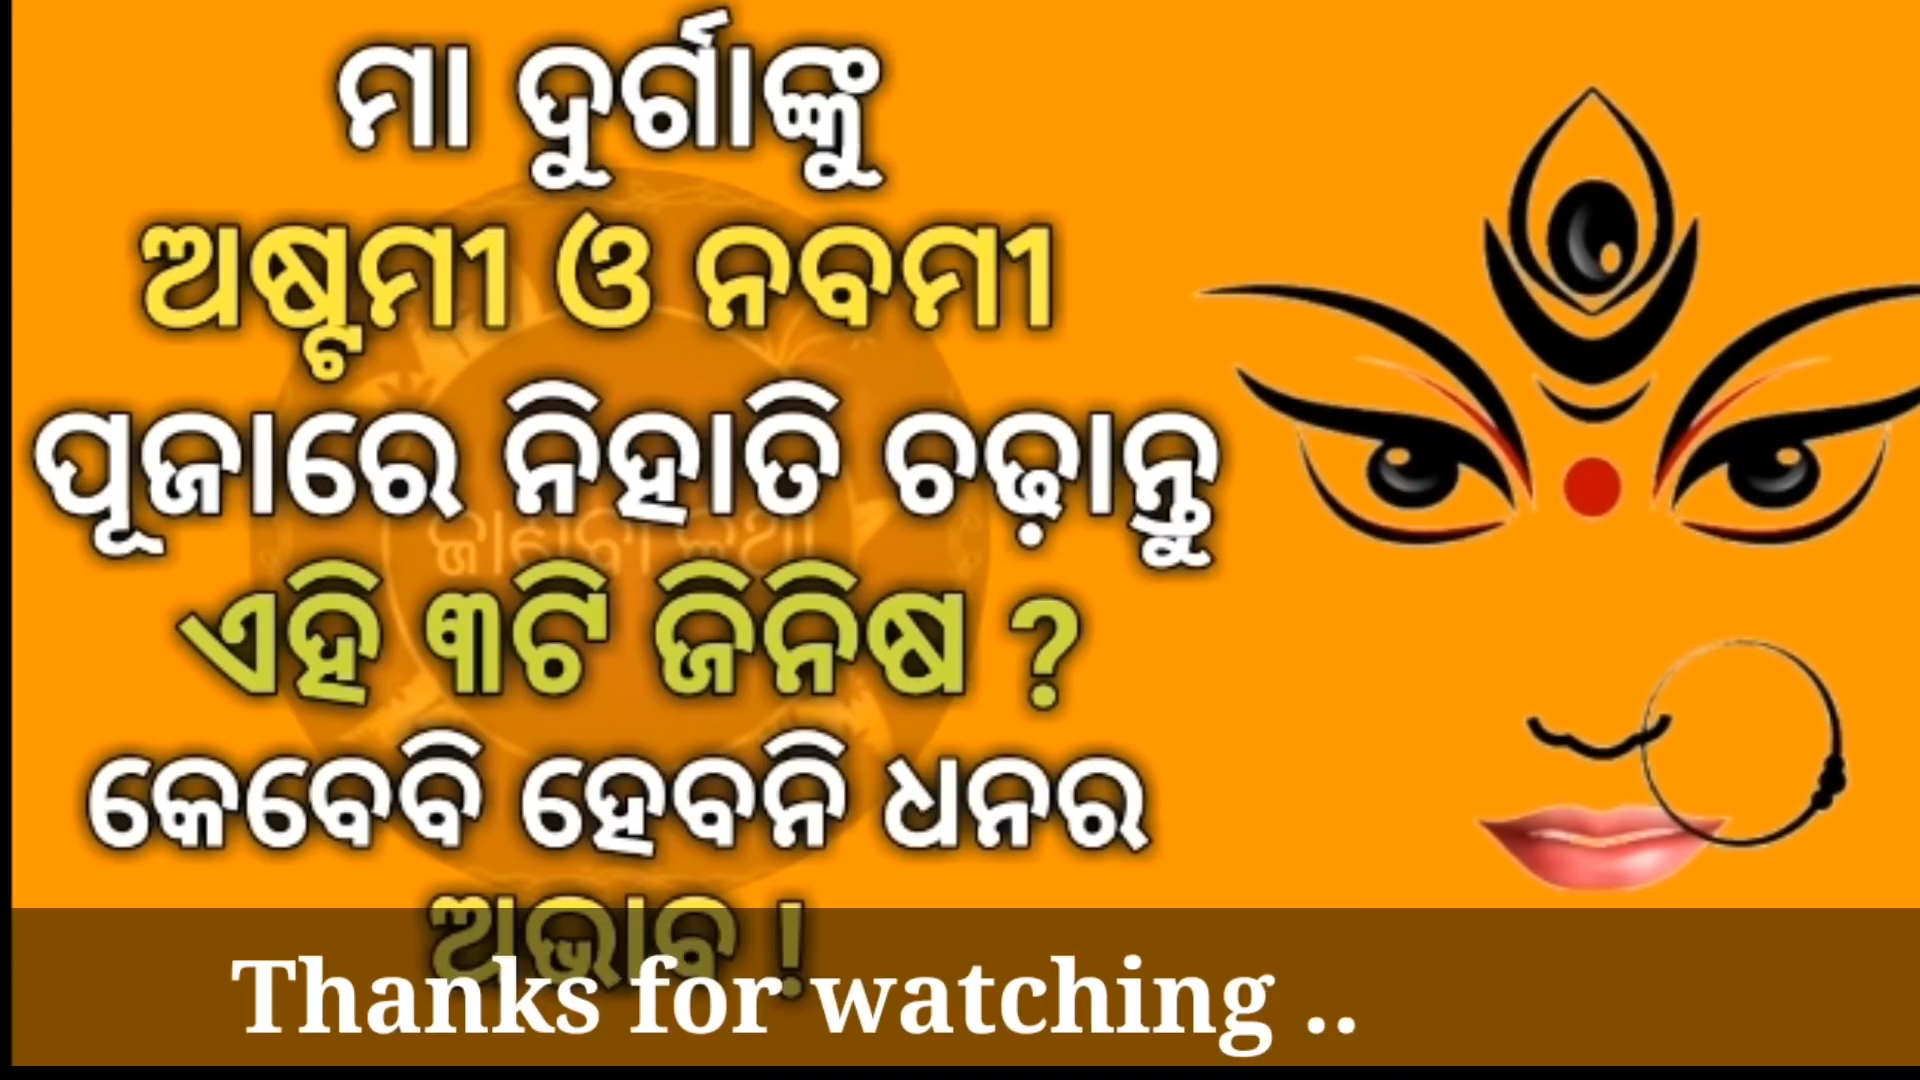 ମା ଦୁର୍ଗାଙ୍କୁ
ଅଷ୍ଟମୀ ଓ ନବମୀ
ପୂଜାରେ ନିହାତି ଚଢ଼ାନ୍ତୁ
ଏହି ୩ଟି ଜିନିଷ ?
କେବେବି ହେବନି ଧନର
ଅଭାବ !
Thanks for watching ..